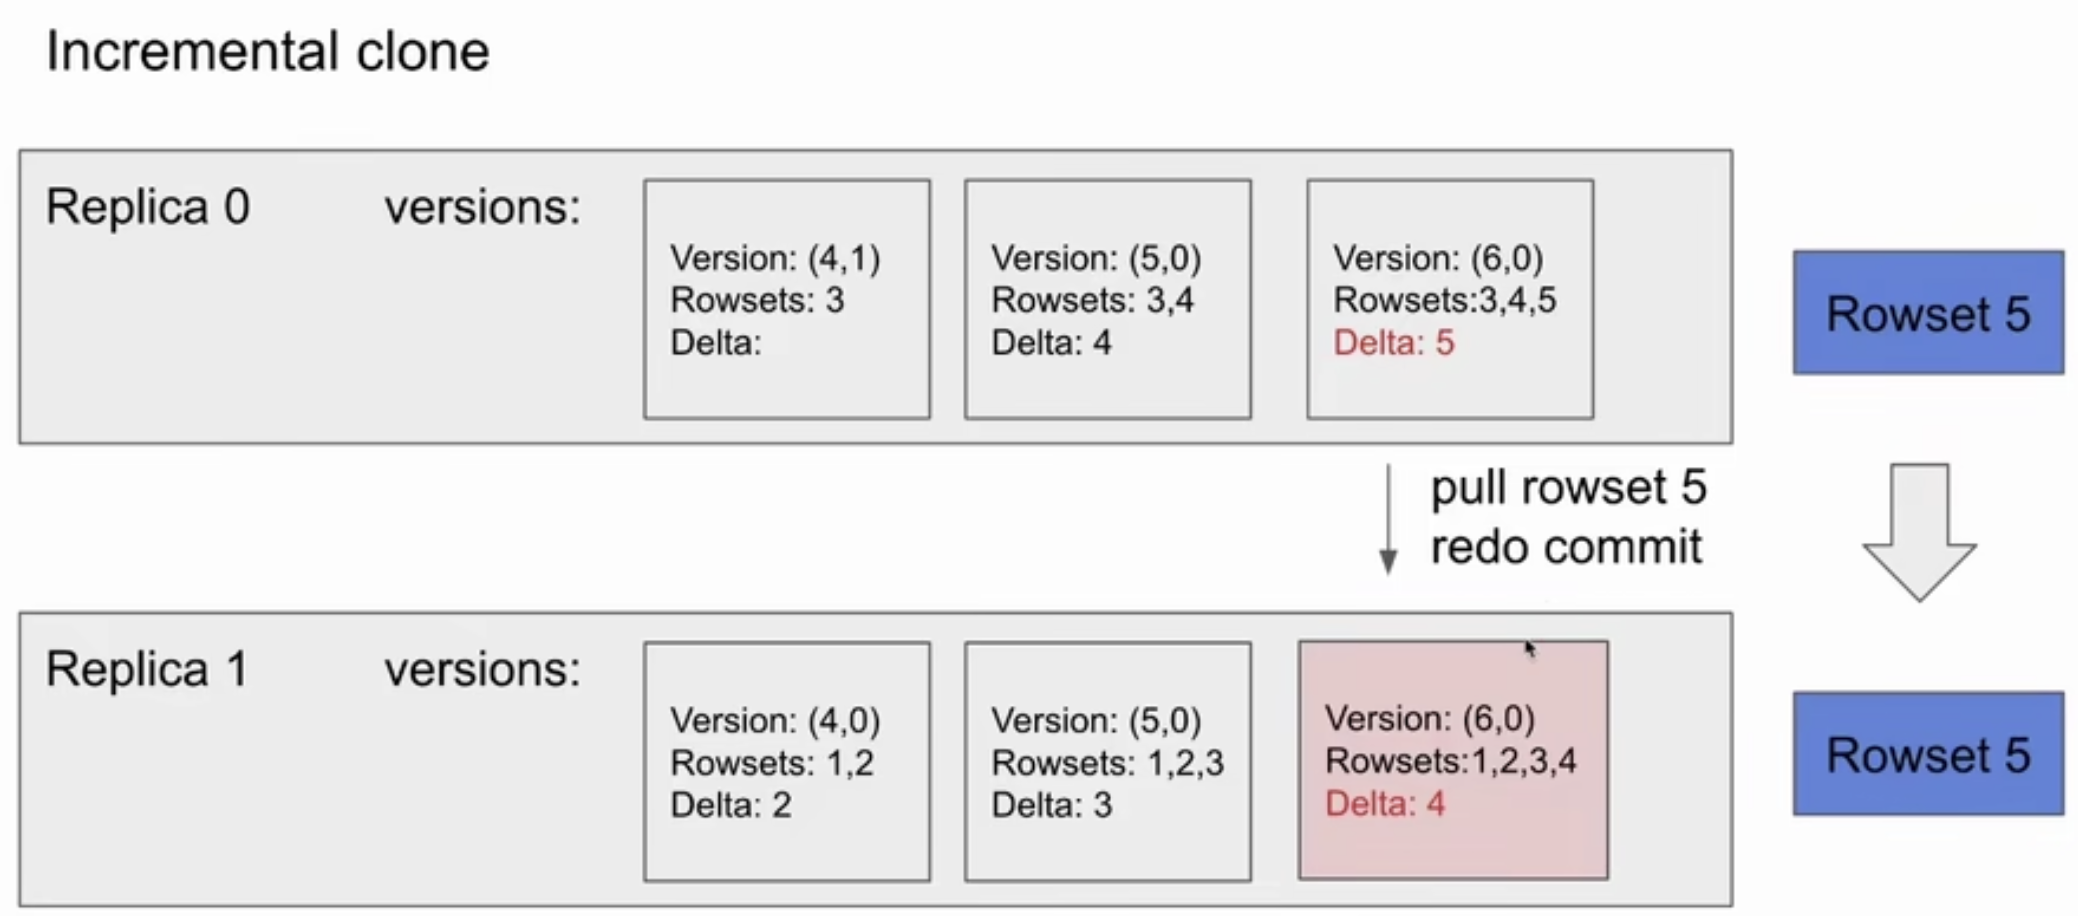 Incremental clone
Replica 0 versions:
Version: (4,1)
Rowsets: 3
Delta:
Version: (5,0)
Rowsets: 3,4
Delta: 4
Version: (6,0)
Rowsets:3,4,5
Delta: 5
Rowset 5
pull rowset 5
redo commit
Replica 1 versions:
Version: (4,0)
Rowsets: 1,2
Delta: 2
Version: (5,0)
Rowsets: 1,2,3
Delta: 3
Version: (6,0)
Rowsets:1,2,3,4
Delta: 4
Rowset 5